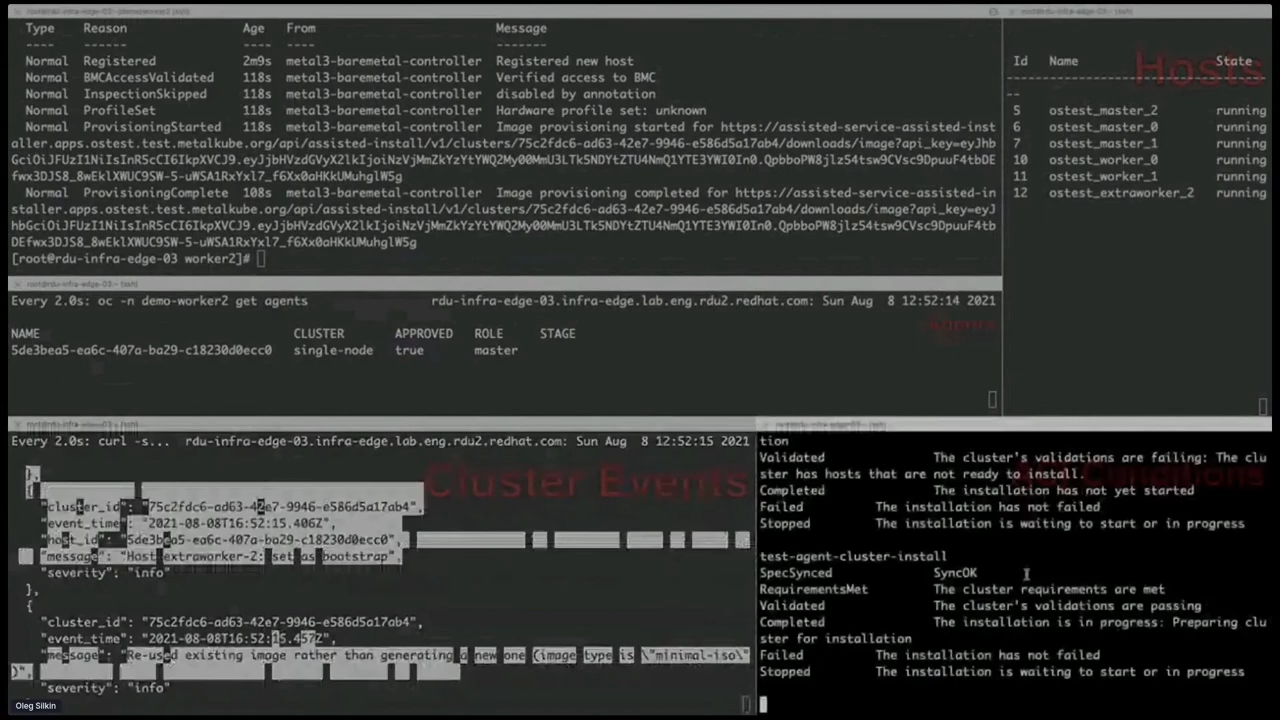 Type Reason Age From Message
---- ------ ---- ---- -------
Normal Registered 2m9s metal3-baremetal-controller Registered new host
Normal BMCAccessValidated 118s metal3-baremetal-controller Verified access to BMC
Normal InspectionSkipped 118s metal3-baremetal-controller disabled by annotation
Normal ProfileSet 118s metal3-baremetal-controller Hardware profile set: unknown
Normal ProvisioningStarted 118s metal3-baremetal-controller Image provisioning started for https://assisted-service-assisted-inst
aller.apps.ostest.test.metalkube.org/api/assisted-install/v1/clusters/75c2fdc6-ad63-42e7-9946-e586d5a17ab4/downloads/image?api_key=eyJhb
Normal ProvisioningComplete 108s metal3-baremetal-controller Image provisioning completed for https://assisted-service-assisted-in
staller.apps.ostest.test.metalkube.org/api/assisted-install/v1/clusters/75c2fdc6-ad63-42e7-9946-e586d5a17ab4/downloads/image?api_key=eyJ
[root@rdu-infra-edge-03 worker2]#
Hosts
Id Name State
--
5 ostest_master_2 running
6 ostest_master_0 running
7 ostest_master_1 running
10 ostest_worker_0 running
11 ostest_worker_1 running
12 ostest_extraworker_2 running
Every 2.0s: oc -n demo-worker2 get agents rdu-infra-edge-03.infra-edge.lab.eng.rdu2.redhat.com: Sun Aug 8 12:52:14 2021
Agents
NAME CLUSTER APPROVED ROLE STAGE
5de3bea5-ea6c-407a-ba29-c18230d0ecc0 single-node true master
Every 2.0s: curl -s... rdu-infra-edge-03.infra-edge.lab.eng.rdu2.redhat.com: Sun Aug 8 12:52:15 2021
Cluster Events
},
{
"cluster_id": "75c2fdc6-ad63-42e7-9946-e586d5a17ab4",
"event_time": "2021-08-08T16:52:15.406Z",
"host_id": "5de3bea5-ea6c-407a-ba29-c18230d0ecc0",
"message": "Host extraworker-2: set as bootstrap",
"severity": "info"
},
{
"cluster_id": "75c2fdc6-ad63-42e7-9946-e586d5a17ab4",
"event_time": "2021-08-08T16:52:15.457Z",
"message": "Re-used existing image rather than generating a new one (image type is \"minimal-iso\"
)",
"severity": "info"
tion
Validated The cluster's validations are failing: The clu
ster has hosts that are not ready to install.
Conditions
Completed The installation has not yet started
Failed The installation has not failed
Stopped The installation is waiting to start or in progress
test-agent-cluster-install
SpecSynced SyncOK
RequirementsMet The cluster requirements are met
Validated The cluster's validations are passing
Completed The installation is in progress: Preparing clu
ster for installation
Failed The installation has not failed
Stopped The installation is waiting to start or in progress
Oleg Silkin